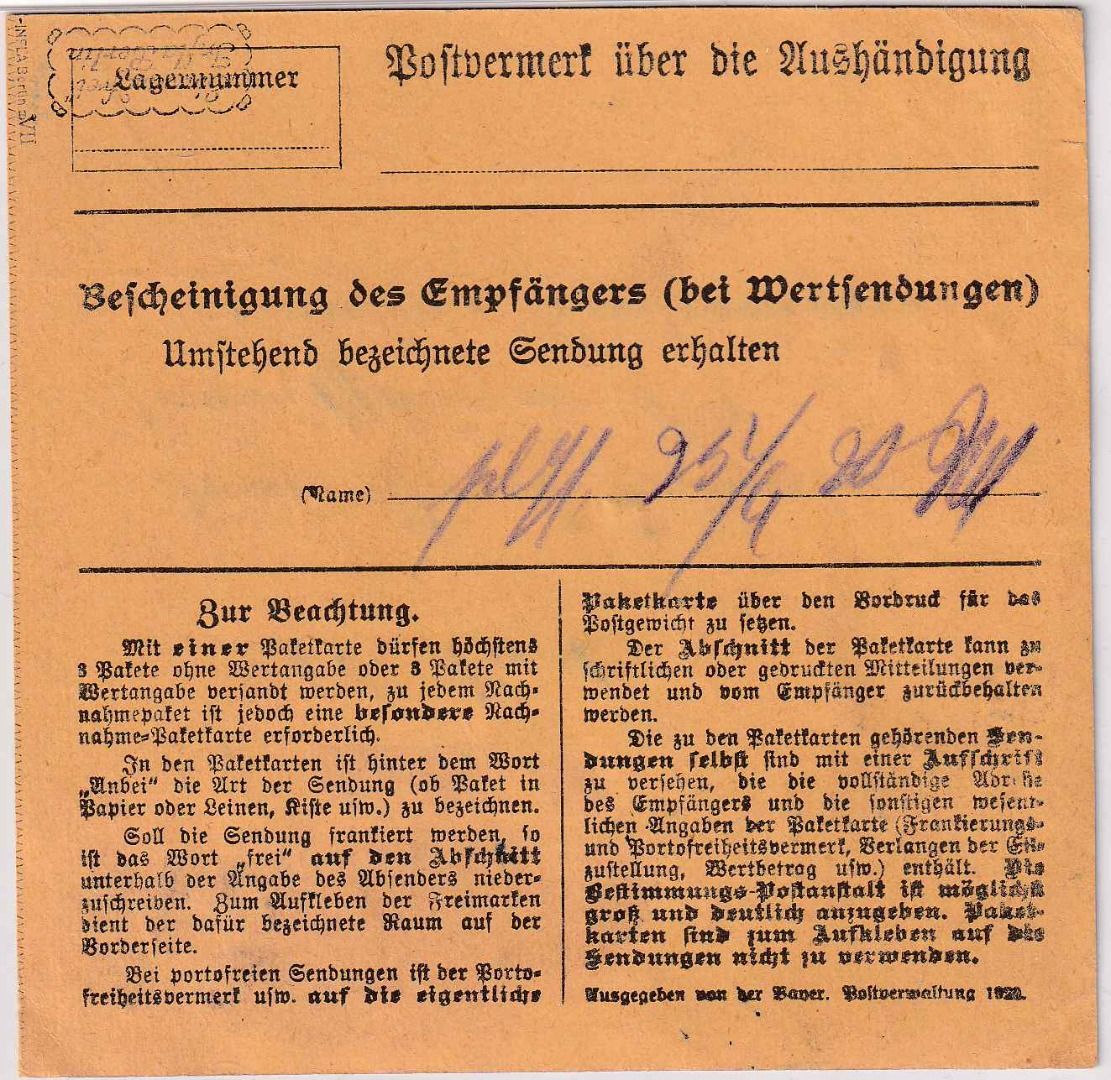 Lagernummer
Postvermerk über die Aushändigung
Bescheinigung des Empfängers (bei Wertsendungen)
Umstehend bezeichnete Sendung erhalten
(Name)
Zur Beachtung.
Mit einer Paketkarte dürfen höchstens
3 Pakete ohne Wertangabe oder 3 Pakete mit
Wertangabe versandt werden, zu jedem Nach-
nahmepaket ist jedoch eine besondere Nach-
nahme-Paketkarte erforderlich.
In den Paketkarten ist hinter dem Wort
„Anbei“ die Art der Sendung (ob Paket in
Papier oder Leinen, Kiste usw.) zu bezeichnen.
Soll die Sendung frankiert werden, so
ist das Wort „frei“ auf den Abschnitt
unterhalb der Angabe des Absenders nieder-
zuschreiben. Zum Aufkleben der Freimarken
dient der dafür bezeichnete Raum auf der
Vorderseite.
Bei portofreien Sendungen ist der Porto-
freiheitsvermerk usw. auf die eigentliche
Paketkarte über den Vordruck für das
Postgewicht zu setzen.
Der Abschnitt der Paketkarte kann zu
schriftlichen oder gedruckten Mitteilungen ver-
wendet und vom Empfänger zurückbehalten
werden.
Die zu den Paketkarten gehörenden Sen-
dungen selbst sind mit einer Aufschrift
zu versehen, die die vollständige Adresse
des Empfängers und die sonstigen wesent-
lichen Angaben der Paketkarte (Frankierungs-
und Portofreiheitsvermerk, Verlangen der Eil-
zustellung, Wertbetrag usw.) enthält. Die
Bestimmungs-Postanstalt ist möglichst
groß und deutlich anzugeben. Paket-
karten sind zum Aufkleben auf die
Sendungen nicht zu verwenden.
Ausgegeben von der Bayer. Postverwaltung